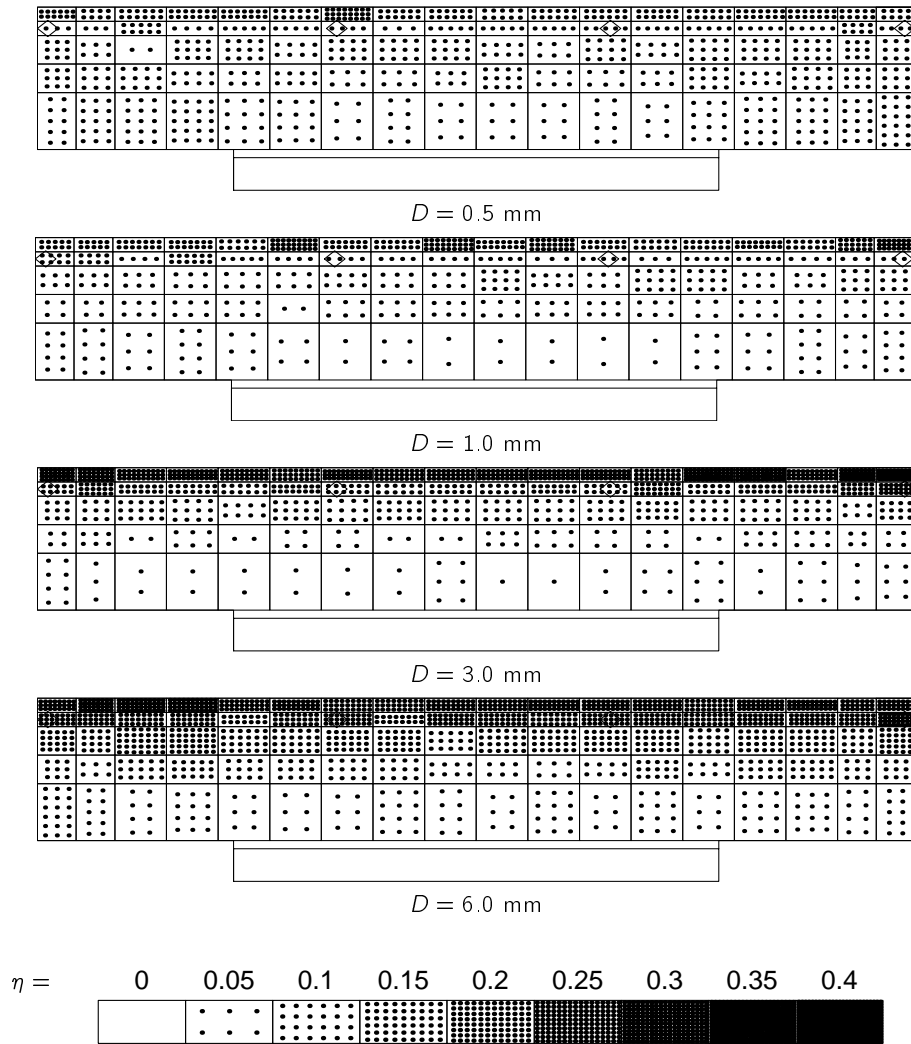 D = 0.5 mm
D = 1.0 mm
D = 3.0 mm
D = 6.0 mm
η = 0 0.05 0.1 0.15 0.2 0.25 0.3 0.35 0.4